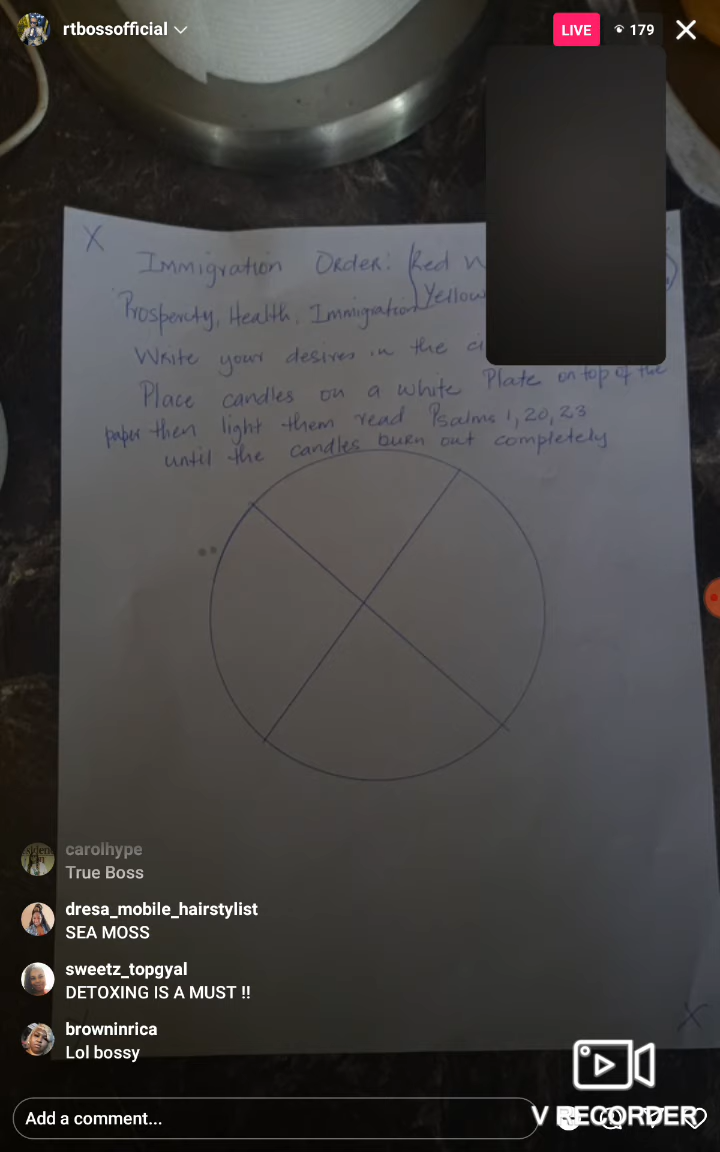 rtbossofficial
LIVE
179
X
Immigration Order: (Red
Prosperity, Health, Immigration Yellow
Write your desires in the ci
Place candles on a white Plate on top of the
paper then light them read Psalms 1, 20, 23
until the candles burn out completely
carolhype
True Boss
dresa_mobile_hairstylist
SEA MOSS
sweetz_topgyal
DETOXING IS A MUST !!
browninrica
Lol bossy
X
Add a comment...
V RECORDER